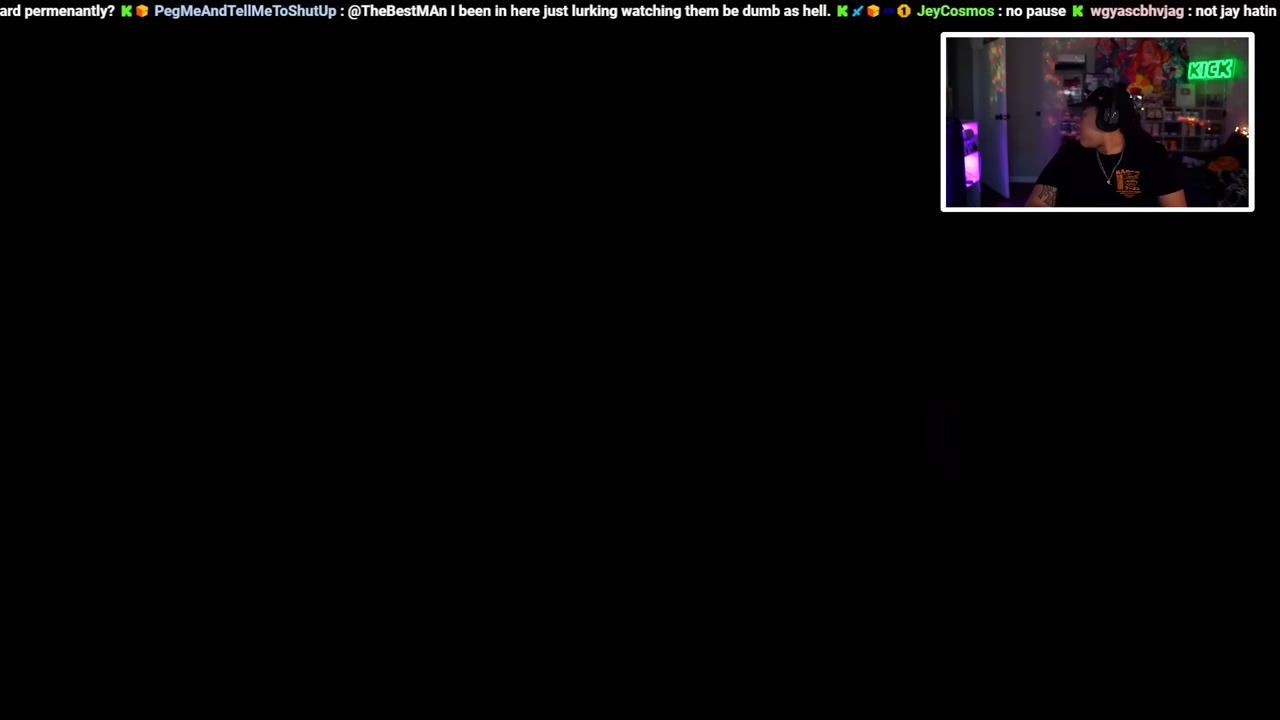 ard permenantly? PegMeAndTellMeToShutUp : @TheBestMAn I been in here just lurking watching them be dumb as hell. JeyCosmos : no pause wgyascbhvjag : not jay hatin
KICK